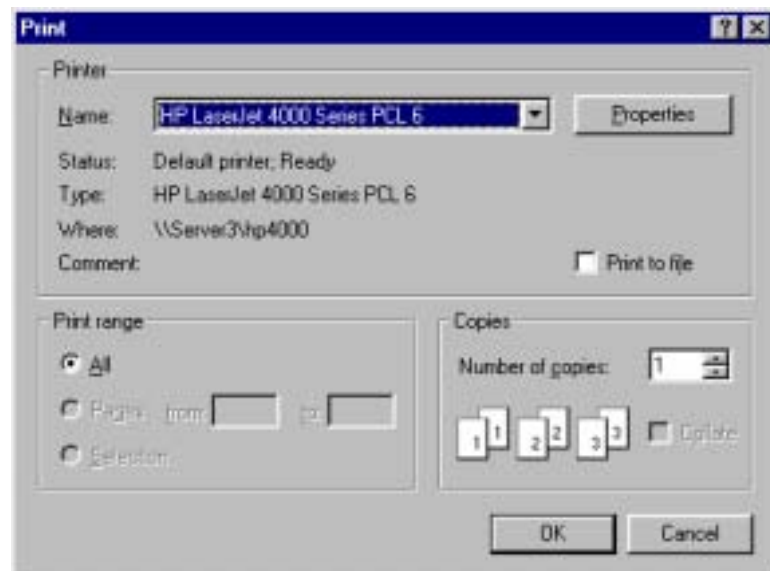 Print
Printer
Name: HP LaserJet 4000 Series PCL 6 Properties
Status: Default printer; Ready
Type: HP LaserJet 4000 Series PCL 6
Where: \\Server3\hp4000
Comment: Print to file
Print range
All
Pages from: to:
Selection
Copies
Number of copies: 1
1 1 2 2 3 3 Collate
OK Cancel